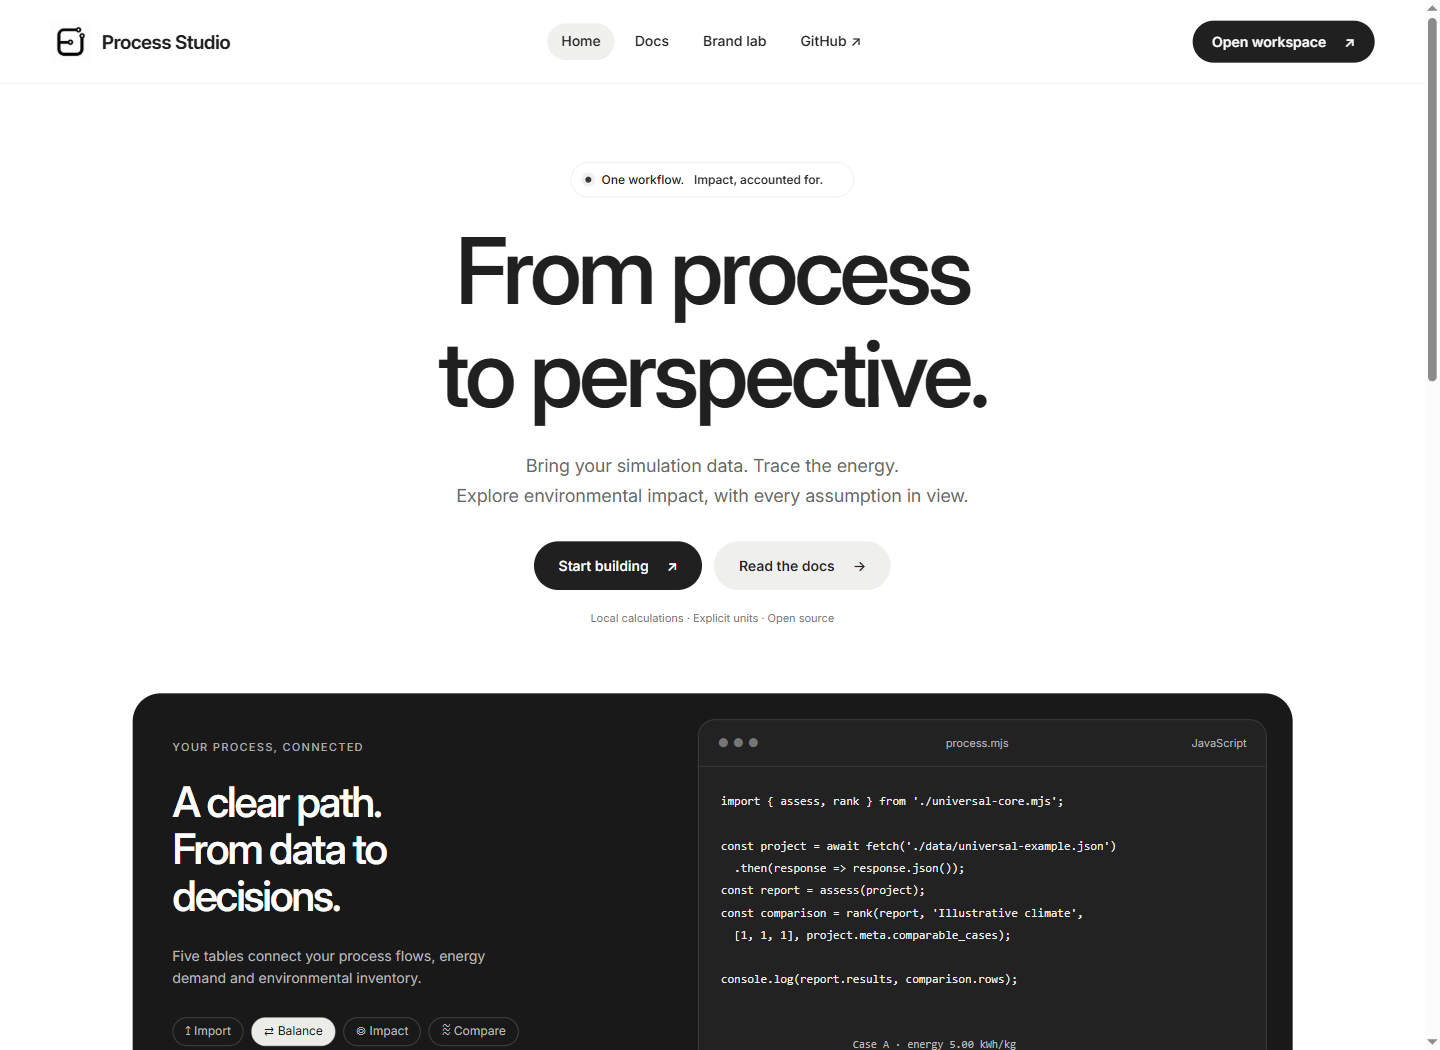 Process Studio
Home
Docs
Brand lab
GitHub ↗
Open workspace ↗
One workflow. Impact, accounted for.
From process
to perspective.
Bring your simulation data. Trace the energy.
Explore environmental impact, with every assumption in view.
Start building ↗
Read the docs →
Local calculations · Explicit units · Open source
YOUR PROCESS, CONNECTED
A clear path.
From data to
decisions.
Five tables connect your process flows, energy
demand and environmental inventory.
↥ Import
⇄ Balance
◎ Impact
≋ Compare
process.mjs
JavaScript
import { assess, rank } from './universal-core.mjs';
const project = await fetch('./data/universal-example.json')
  .then(response => response.json());
const report = assess(project);
const comparison = rank(report, 'Illustrative climate',
  [1, 1, 1], project.meta.comparable_cases);
console.log(report.results, comparison.rows);
Case A · energy 5.00 kWh/kg